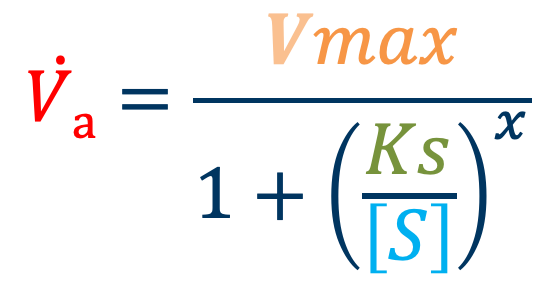 V̇a = Vmax / (1 + (Ks / [S])^x)